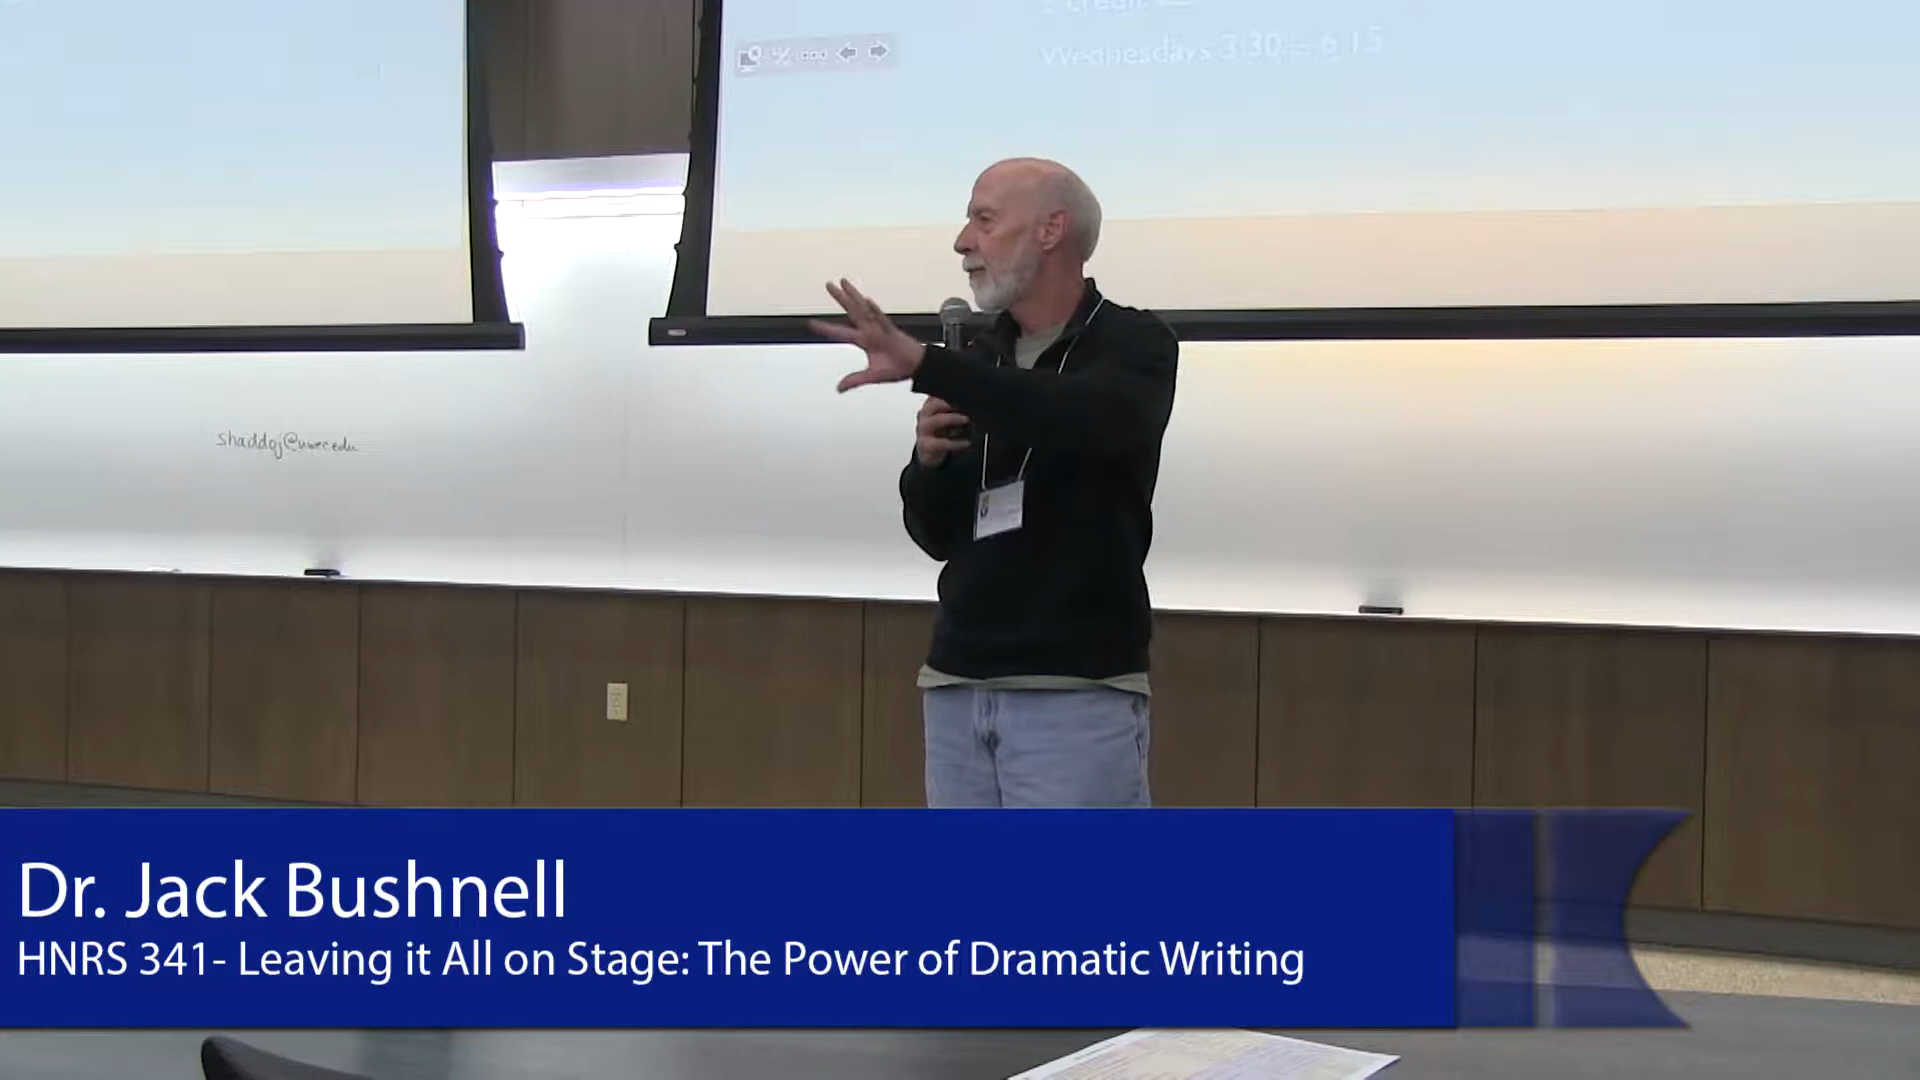 credit
Wednesdays 3:30 – 6:15
shaddoj@uwec.edu
Dr. Jack Bushnell
HNRS 341- Leaving it All on Stage: The Power of Dramatic Writing